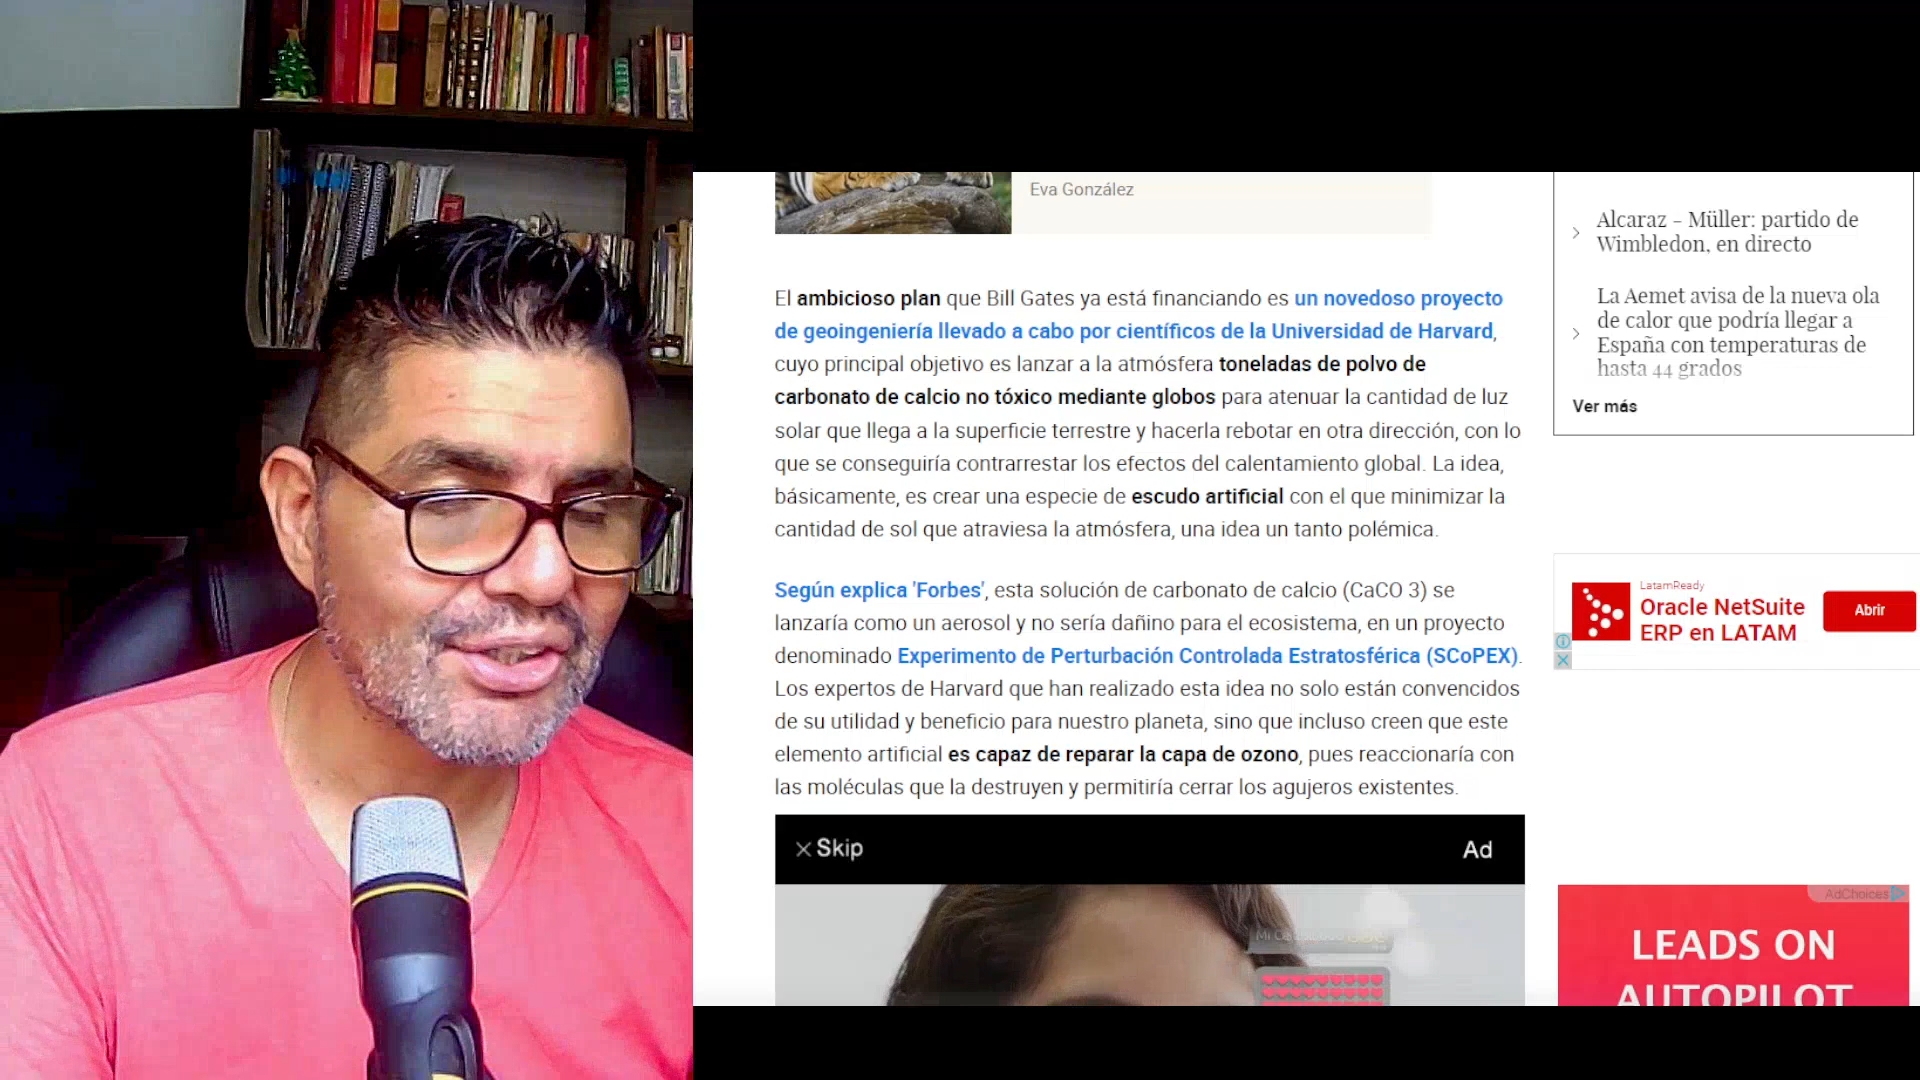 Eva González
El ambicioso plan que Bill Gates ya está financiando es un novedoso proyecto
de geoingeniería llevado a cabo por científicos de la Universidad de Harvard,
cuyo principal objetivo es lanzar a la atmósfera toneladas de polvo de
carbonato de calcio no tóxico mediante globos para atenuar la cantidad de luz
solar que llega a la superficie terrestre y hacerla rebotar en otra dirección, con lo
que se conseguiría contrarrestar los efectos del calentamiento global. La idea,
básicamente, es crear una especie de escudo artificial con el que minimizar la
cantidad de sol que atraviesa la atmósfera, una idea un tanto polémica.
Según explica 'Forbes', esta solución de carbonato de calcio (CaCO 3) se
lanzaría como un aerosol y no sería dañino para el ecosistema, en un proyecto
denominado Experimento de Perturbación Controlada Estratosférica (SCoPEX).
Los expertos de Harvard que han realizado esta idea no solo están convencidos
de su utilidad y beneficio para nuestro planeta, sino que incluso creen que este
elemento artificial es capaz de reparar la capa de ozono, pues reaccionaría con
las moléculas que la destruyen y permitiría cerrar los agujeros existentes.
Skip
Ad
Alcaraz - Müller: partido de
Wimbledon, en directo
La Aemet avisa de la nueva ola
de calor que podría llegar a
España con temperaturas de
hasta 44 grados
Ver más
LatamReady
Oracle NetSuite
ERP en LATAM
Abrir
AdChoices
LEADS ON
AUTOPILOT